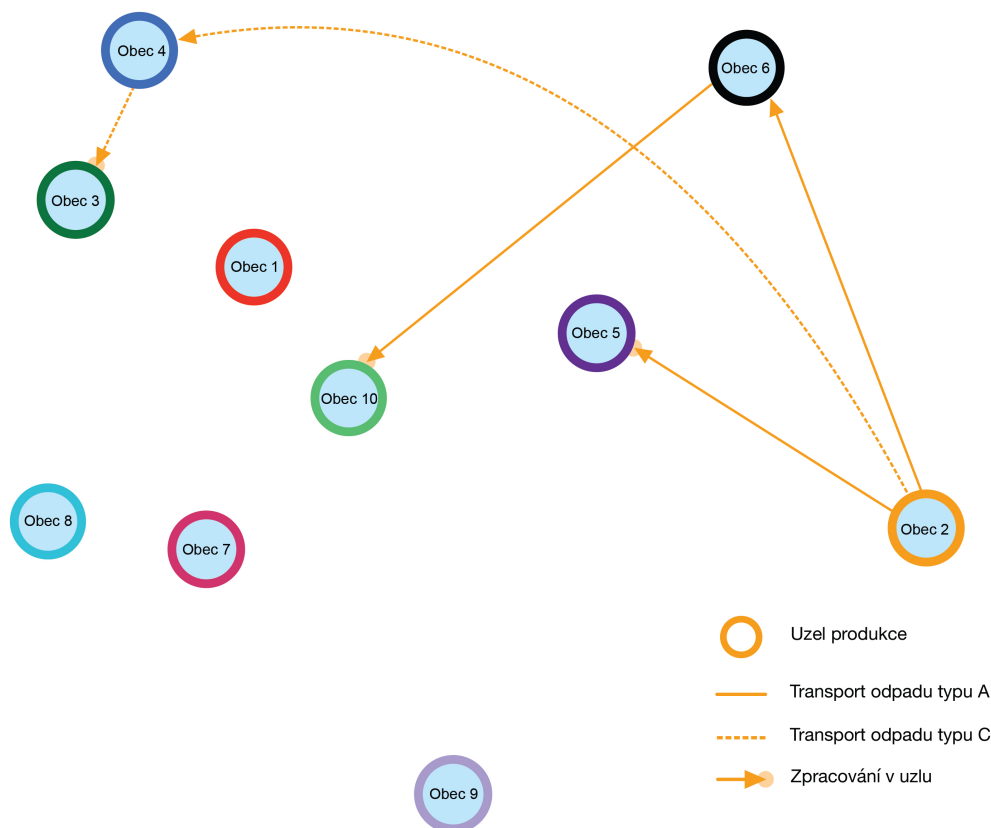 Obec 4
Obec 6
Obec 3
Obec 1
Obec 5
Obec 10
Obec 8
Obec 7
Obec 2
Uzel produkce
Transport odpadu typu A
Transport odpadu typu C
Zpracování v uzlu
Obec 9